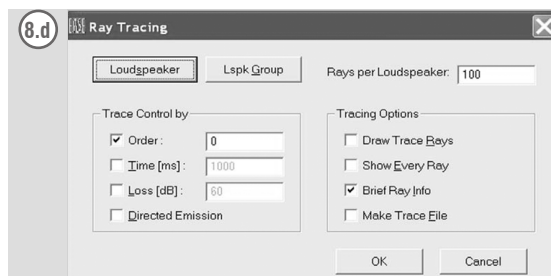 8.d
EASE Ray Tracing
Loudspeaker Lspk Group Rays per Loudspeaker: 100
Trace Control by
Order: 0
Time [ms]: 1000
Loss [dB]: 60
Directed Emission
Tracing Options
Draw Trace Rays
Show Every Ray
Brief Ray Info
Make Trace File
OK Cancel